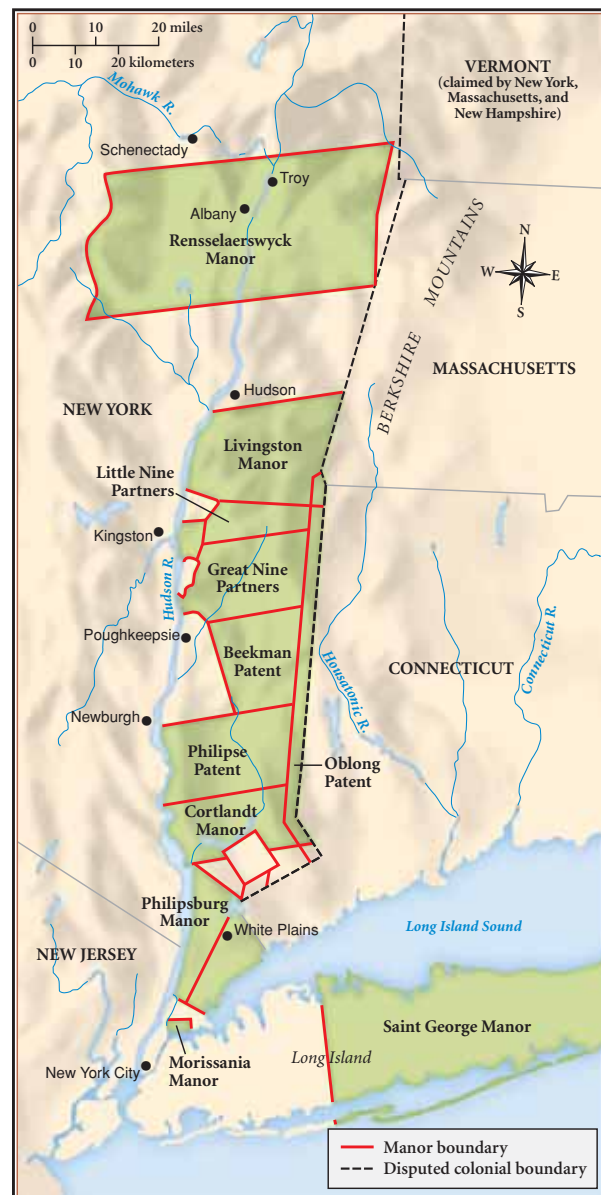 0 10 20 miles
0 10 20 kilometers
VERMONT
(claimed by New York,
Massachusetts, and
New Hampshire)
Mohawk R.
Schenectady
Troy
Albany
Rensselaerswyck
Manor
N
W E
S
BERKSHIRE MOUNTAINS
MASSACHUSETTS
Hudson
NEW YORK
Livingston
Manor
Little Nine
Partners
Kingston
Hudson R.
Great Nine
Partners
Poughkeepsie
Beekman
Patent
Housatonic R.
CONNECTICUT
Connecticut R.
Newburgh
Philipse
Patent
Oblong
Patent
Cortlandt
Manor
Philipsburg
Manor
White Plains
Long Island Sound
NEW JERSEY
Saint George Manor
Long Island
Morissania
Manor
New York City
Manor boundary
Disputed colonial boundary